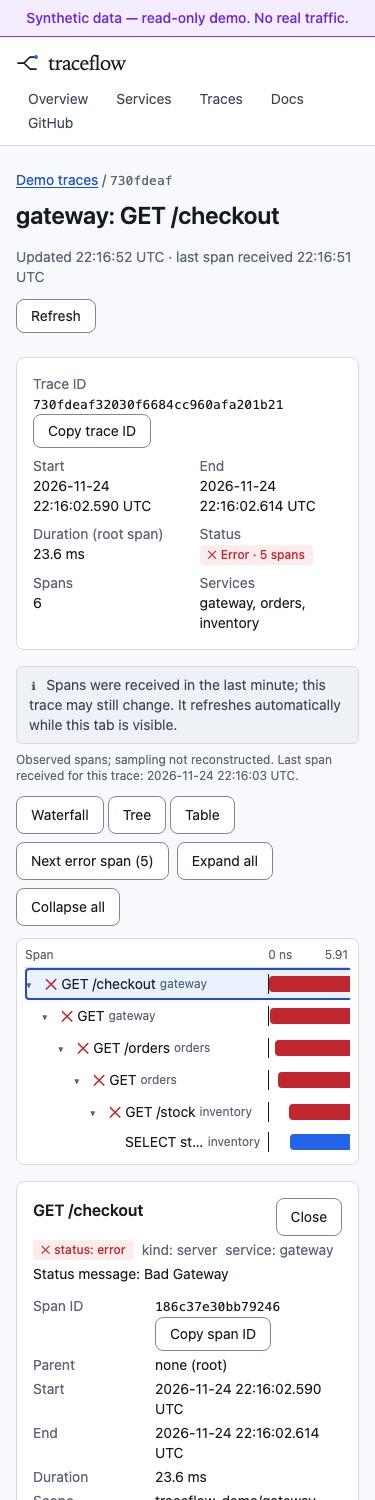 Synthetic data — read-only demo. No real traffic.
traceflow
Overview Services Traces Docs
GitHub
Demo traces / 730fdeaf
gateway: GET /checkout
Updated 22:16:52 UTC · last span received 22:16:51
UTC
Refresh
Trace ID
730fdeaf32030f6684cc960afa201b21
Copy trace ID
Start End
2026-11-24 2026-11-24
22:16:02.590 UTC 22:16:02.614 UTC
Duration (root span) Status
23.6 ms Error · 5 spans
Spans Services
6 gateway, orders,
inventory
Spans were received in the last minute; this
trace may still change. It refreshes automatically
while this tab is visible.
Observed spans; sampling not reconstructed. Last span
received for this trace: 2026-11-24 22:16:03 UTC.
Waterfall Tree Table
Next error span (5) Expand all
Collapse all
Span 0 ns 5.91
GET /checkout gateway
GET gateway
GET /orders orders
GET orders
GET /stock inventory
SELECT st... inventory
GET /checkout
Close
status: error kind: server service: gateway
Status message: Bad Gateway
Span ID 186c37e30bb79246
Copy span ID
Parent none (root)
Start 2026-11-24 22:16:02.590
UTC
End 2026-11-24 22:16:02.614
UTC
Duration 23.6 ms
Scope traceflow-demo/gateway